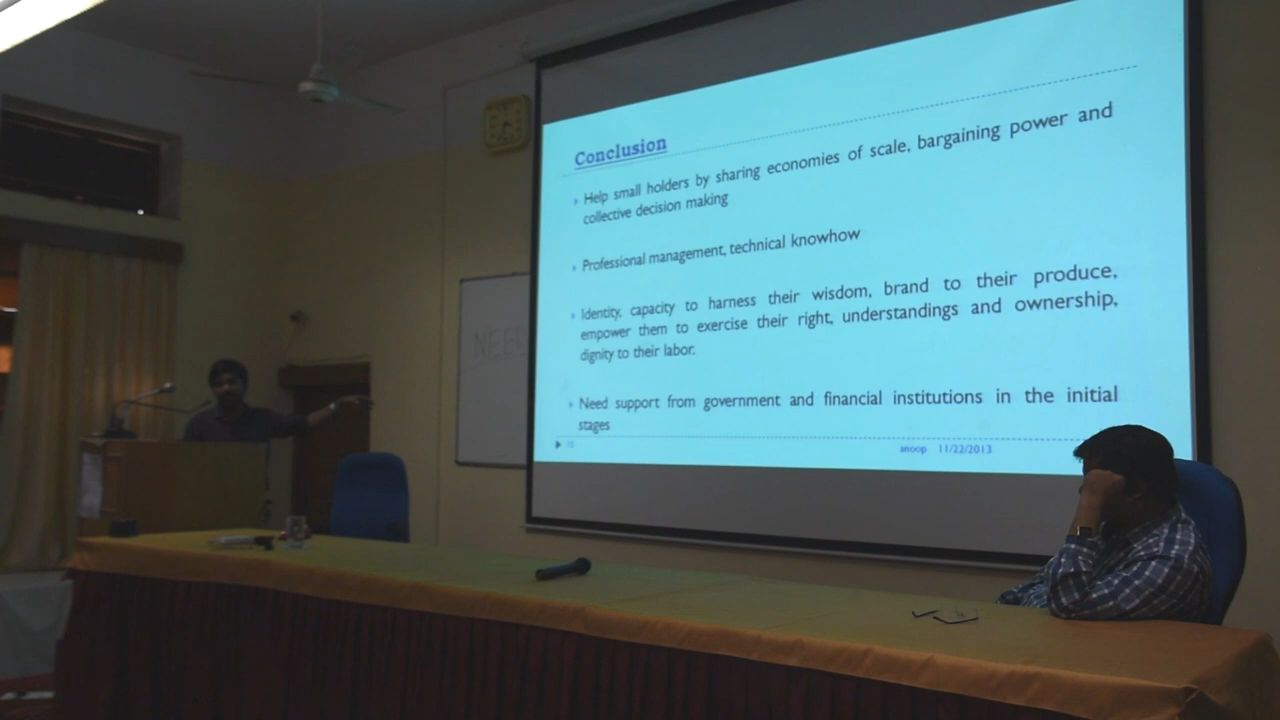 Conclusion
Help small holders by sharing economies of scale, bargaining power and
collective decision making
Professional management, technical knowhow
Identity, capacity to harness their wisdom, brand to their produce,
empower them to exercise their right, understandings and ownership,
dignity to their labor.
Need support from government and financial institutions in the initial
stages
15 anoop 11/22/2013
NEED